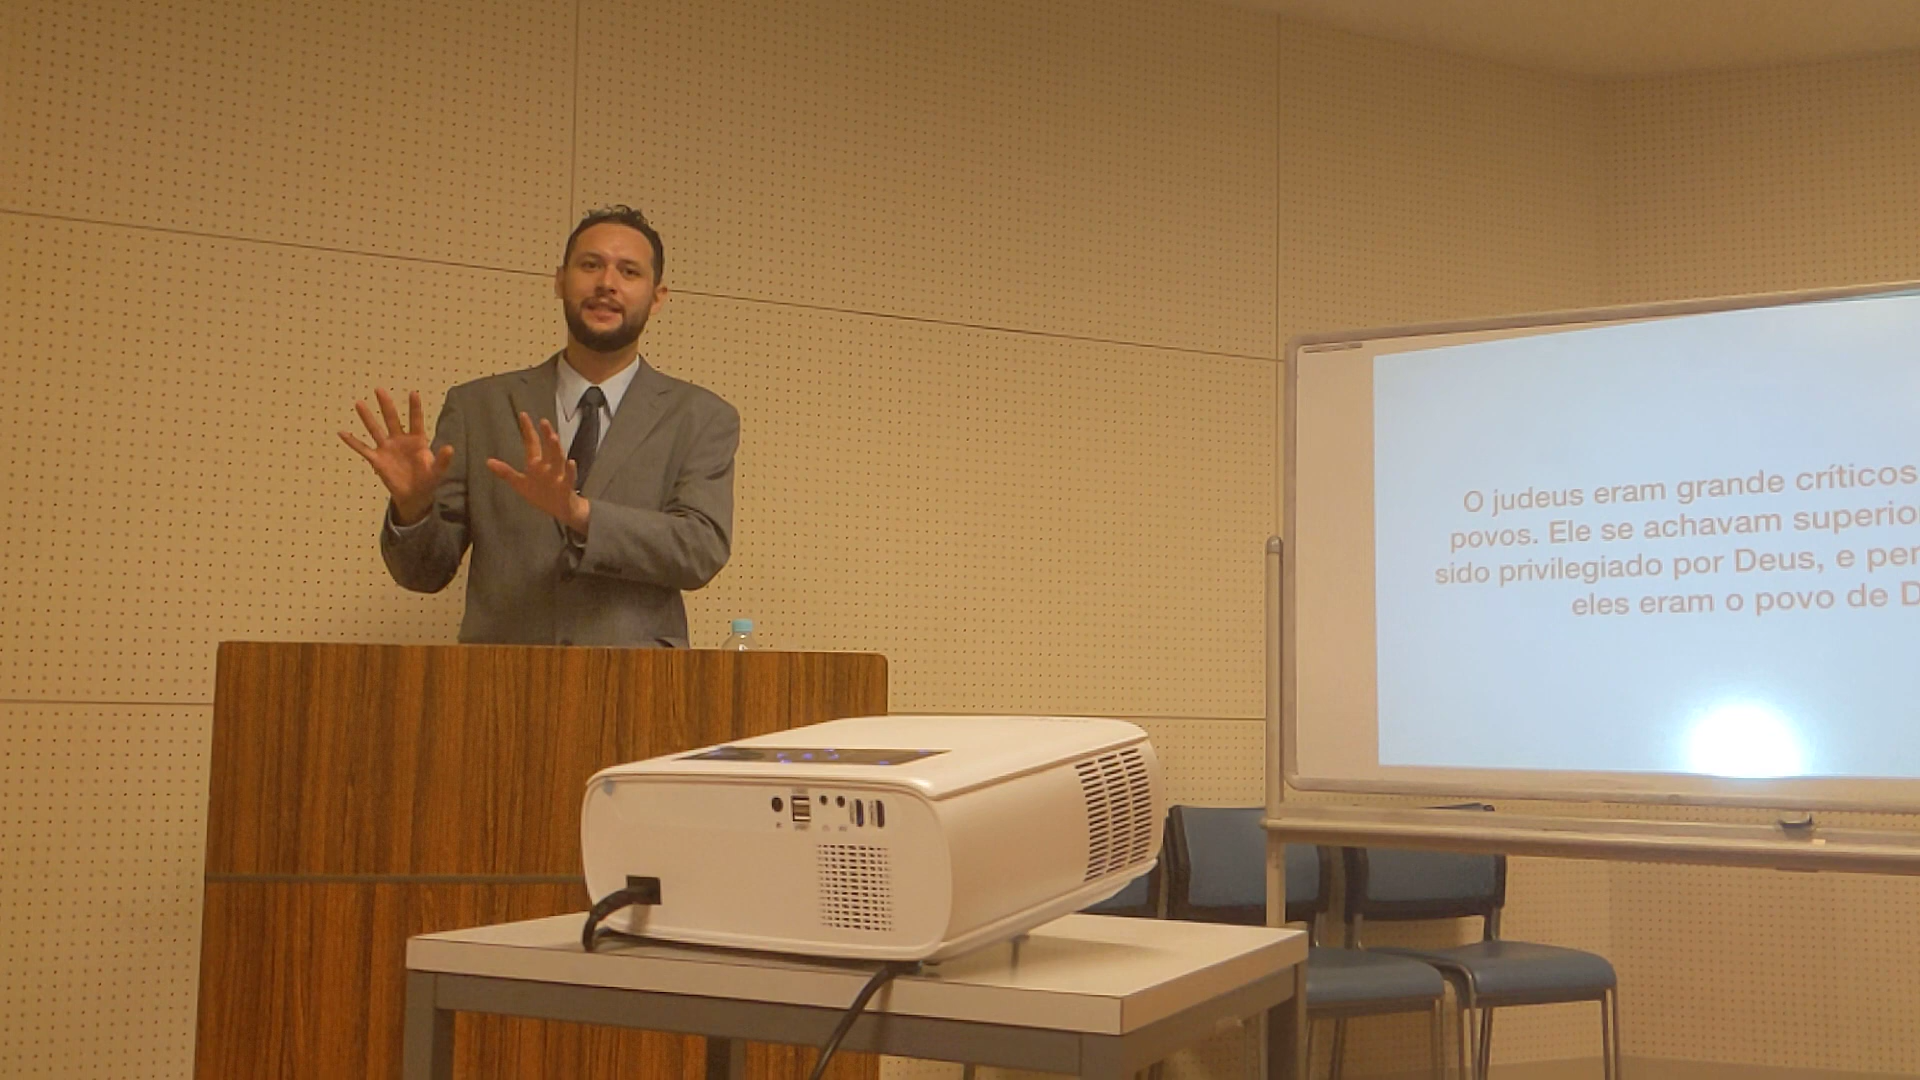 O judeus eram grande críticos
povos. Ele se achavam superio
sido privilegiado por Deus, e per
eles eram o povo de D